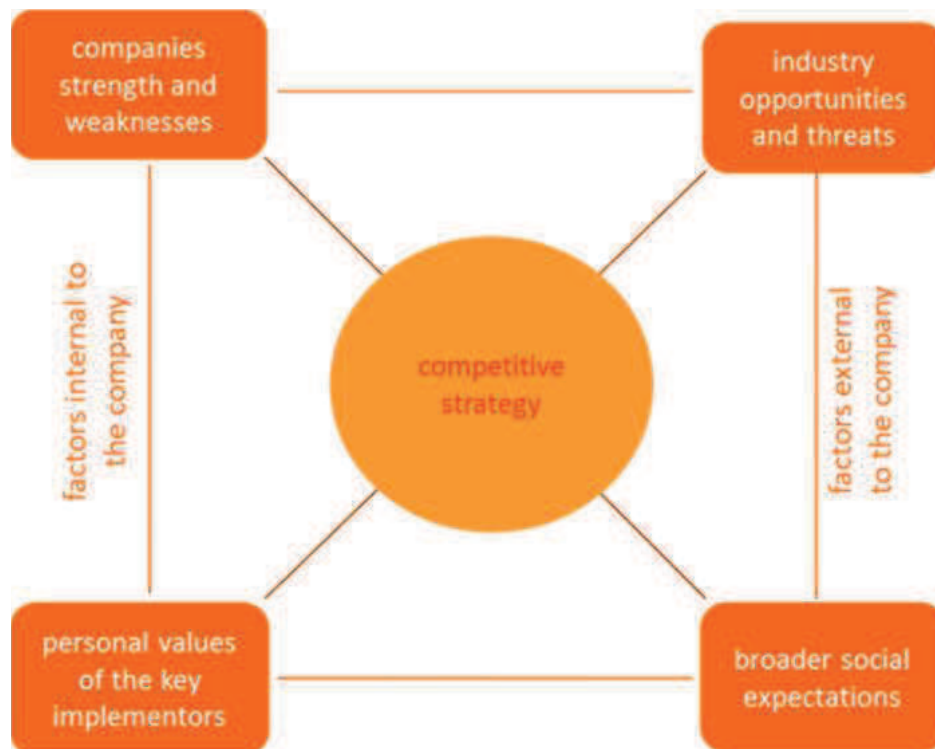 companies
strength and
weaknesses
industry
opportunities
and threats
factors internal to
the company
competitive
strategy
factors external
to the company
personal values
of the key
implementors
broader social
expectations